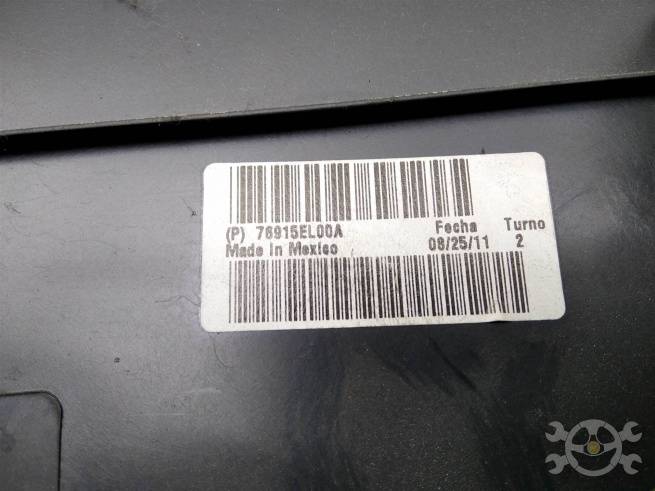 (P) 76915EL00A Fecha Turno
Made In Mexico 08/25/11 2